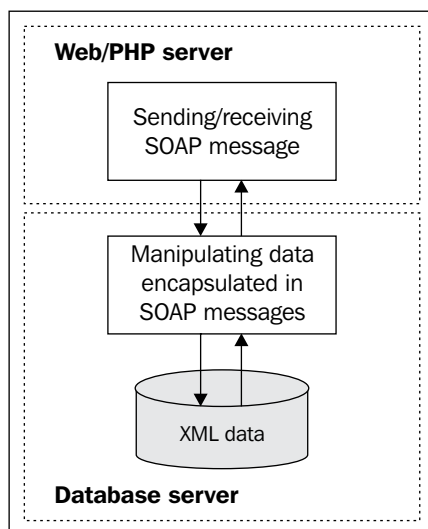 Web/PHP server
Sending/receiving
SOAP message
Manipulating data
encapsulated in
SOAP messages
XML data
Database server